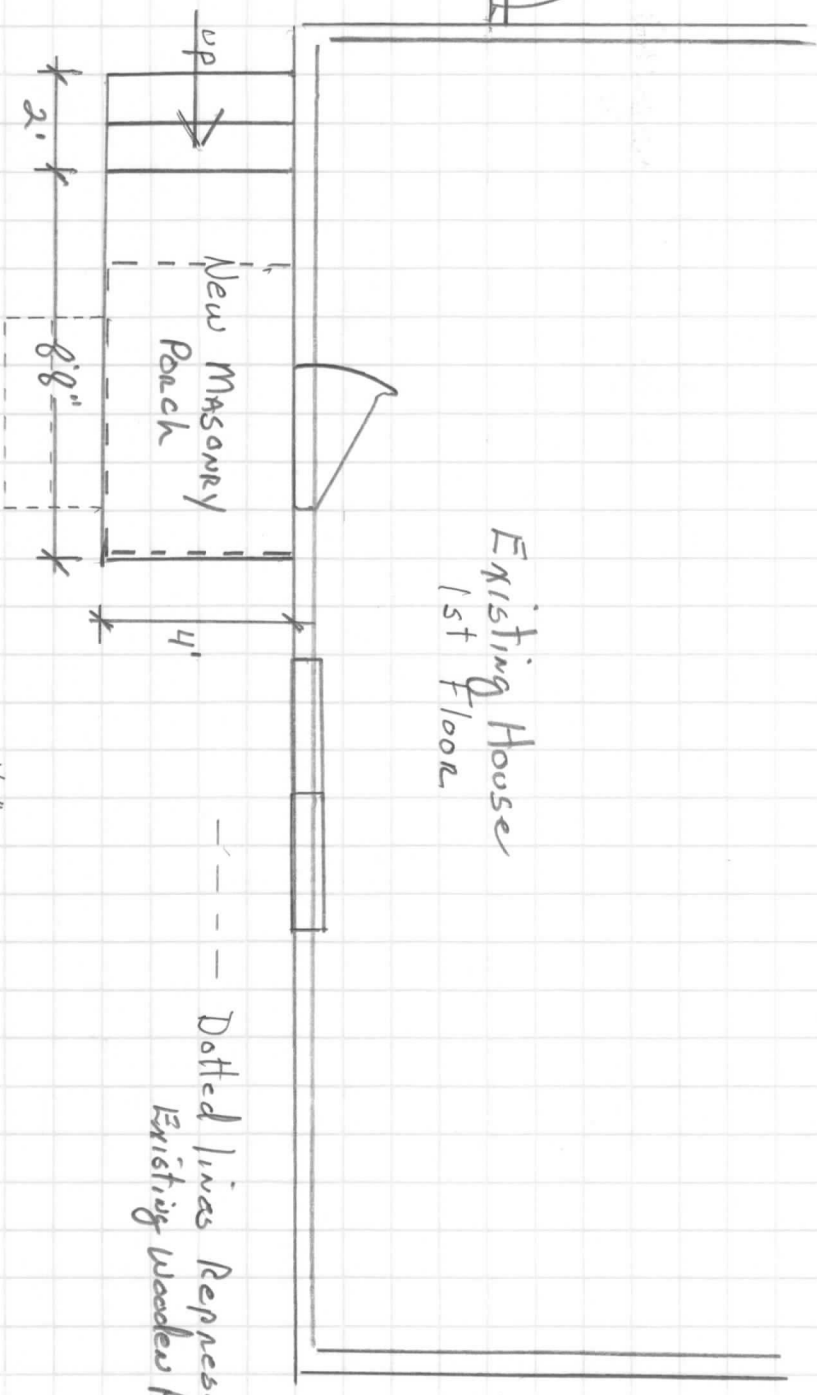 up
2'
New Masonry
Porch
8'8"
4'
Existing House
1st Floor
Dotted lines Repres
Existing Wooden